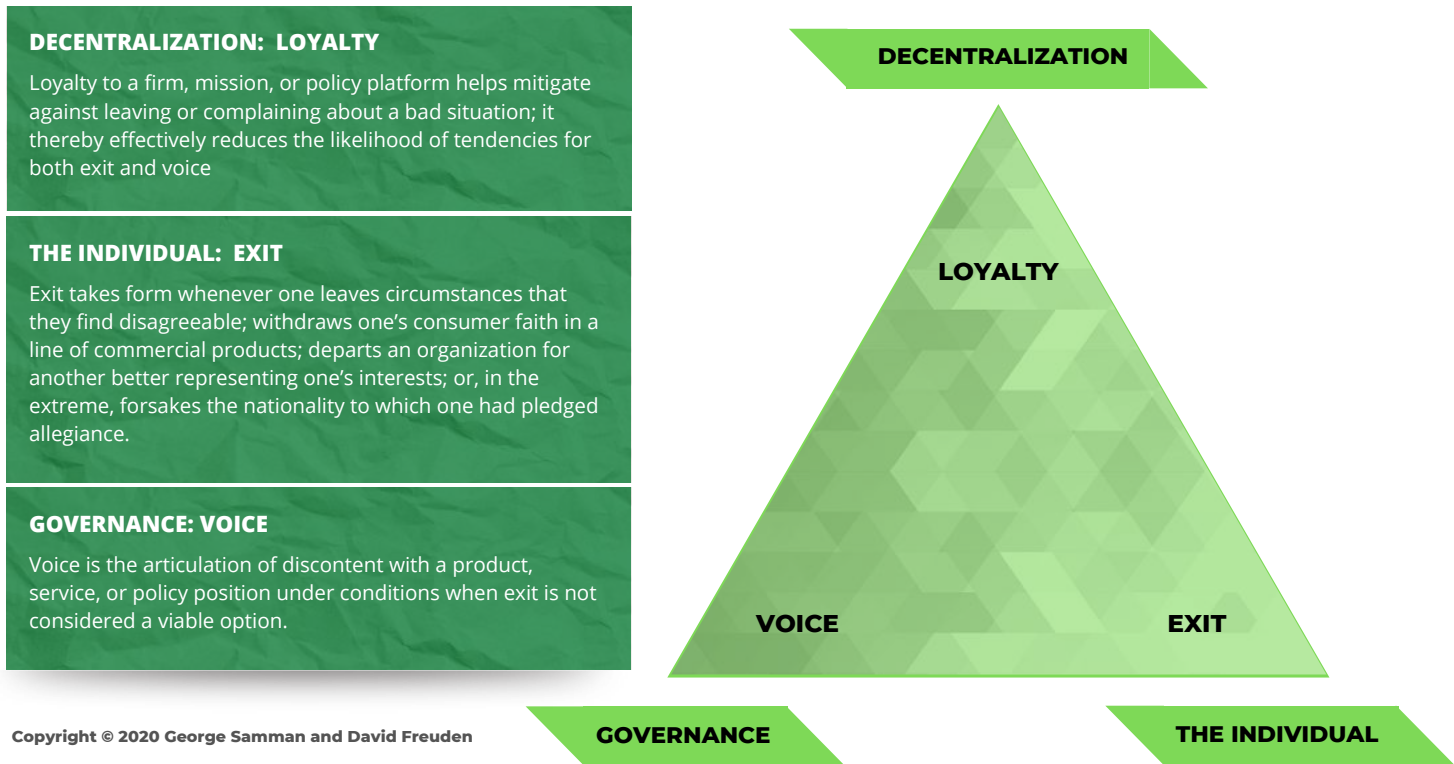 DECENTRALIZATION: LOYALTY
Loyalty to a firm, mission, or policy platform helps mitigate
against leaving or complaining about a bad situation; it
thereby effectively reduces the likelihood of tendencies for
both exit and voice
THE INDIVIDUAL: EXIT
Exit takes form whenever one leaves circumstances that
they find disagreeable; withdraws one’s consumer faith in a
line of commercial products; departs an organization for
another better representing one’s interests; or, in the
extreme, forsakes the nationality to which one had pledged
allegiance.
GOVERNANCE: VOICE
Voice is the articulation of discontent with a product,
service, or policy position under conditions when exit is not
considered a viable option.
DECENTRALIZATION
LOYALTY
VOICE
EXIT
GOVERNANCE
THE INDIVIDUAL
Copyright © 2020 George Samman and David Freuden